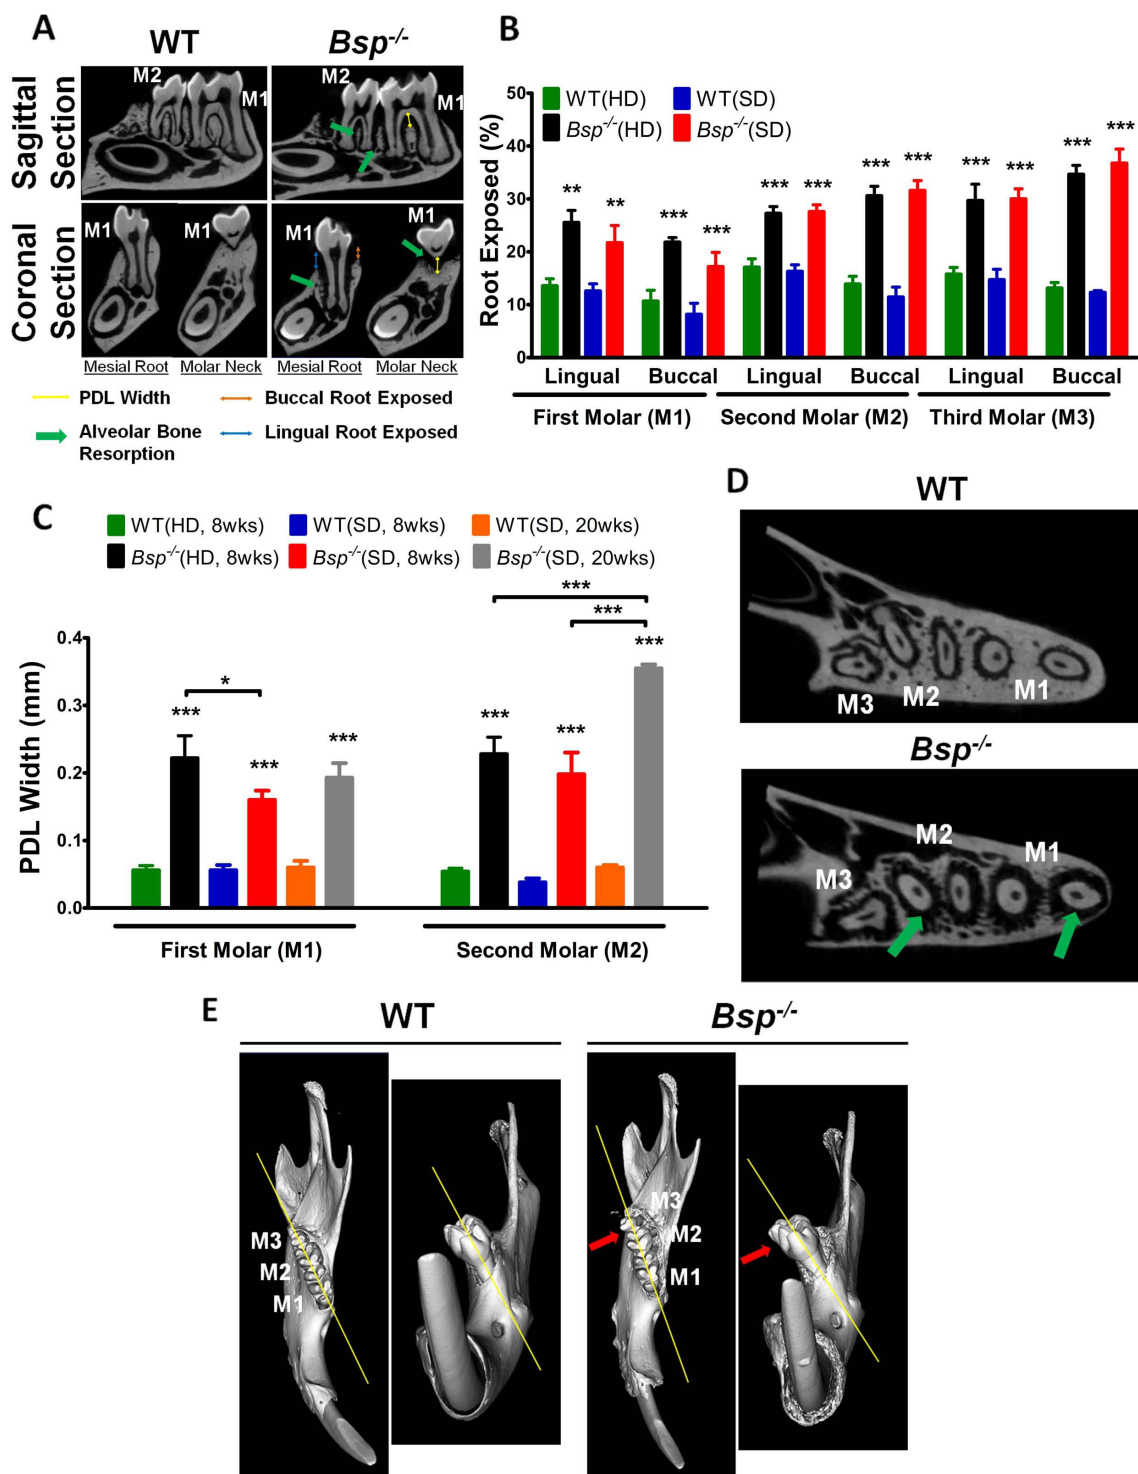 A
WT
Bsp-/-
Sagittal
Section
Coronal
Section
M2
M1
M2
M1
M1
M1
M1
M1
Mesial Root
Molar Neck
Mesial Root
Molar Neck
PDL Width
Buccal Root Exposed
Alveolar Bone
Resorption
Lingual Root Exposed
B
WT(HD)
WT(SD)
Bsp-/-(HD)
Bsp-/-(SD)
Root Exposed (%)
50
40
30
20
10
0
**
**
***
***
***
***
***
***
***
***
***
***
Lingual
Buccal
Lingual
Buccal
Lingual
Buccal
First Molar (M1)
Second Molar (M2)
Third Molar (M3)
C
WT(HD, 8wks)
WT(SD, 8wks)
WT(SD, 20wks)
Bsp-/-(HD, 8wks)
Bsp-/-(SD, 8wks)
Bsp-/-(SD, 20wks)
PDL Width (mm)
0.4
0.3
0.2
0.1
0.0
***
***
*
***
***
***
***
***
***
First Molar (M1)
Second Molar (M2)
D
WT
M3
M2
M1
Bsp-/-
M3
M2
M1
E
WT
Bsp-/-
M3
M2
M1
M3
M2
M1